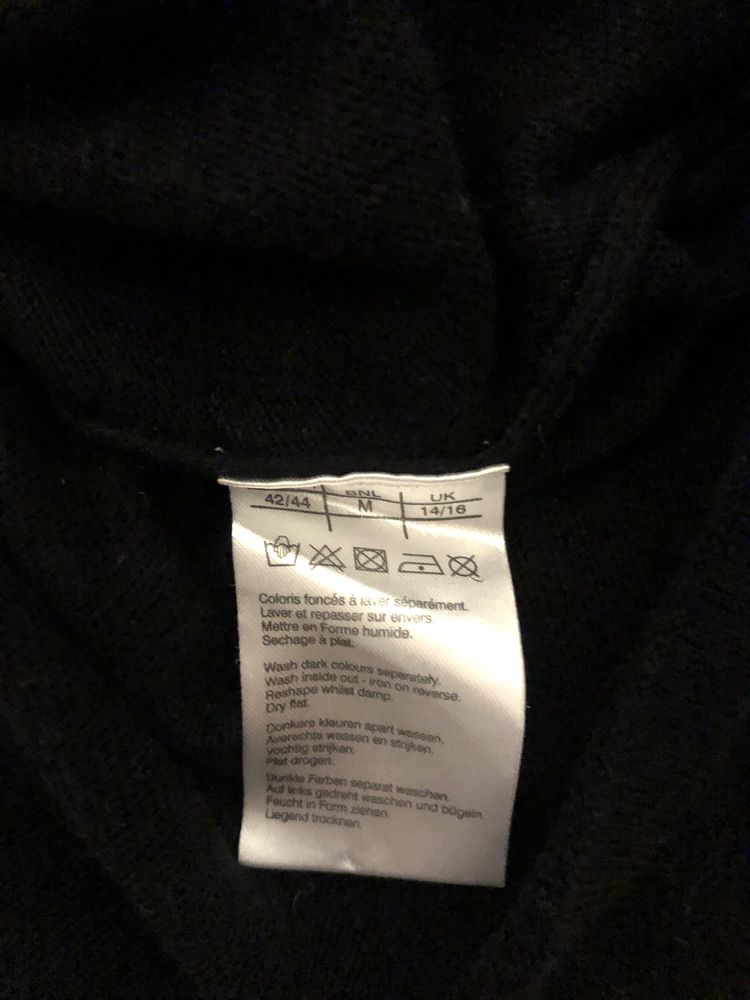 42/44 BNL UK
M 14/16
Coloris foncés à laver séparément.
Laver et repasser sur envers.
Mettre en Forme humide.
Sechage à plat.
Wash dark colours separately.
Wash inside out - iron on reverse.
Reshape whilst damp.
Dry flat.
Donkere kleuren apart wassen.
Averechts wassen en strijken.
Vochtig strijken.
Plat drogen.
Dunkle Farben separat waschen.
Auf links gedreht waschen und bügeln.
Feucht in Form ziehen.
Liegend trocknen.